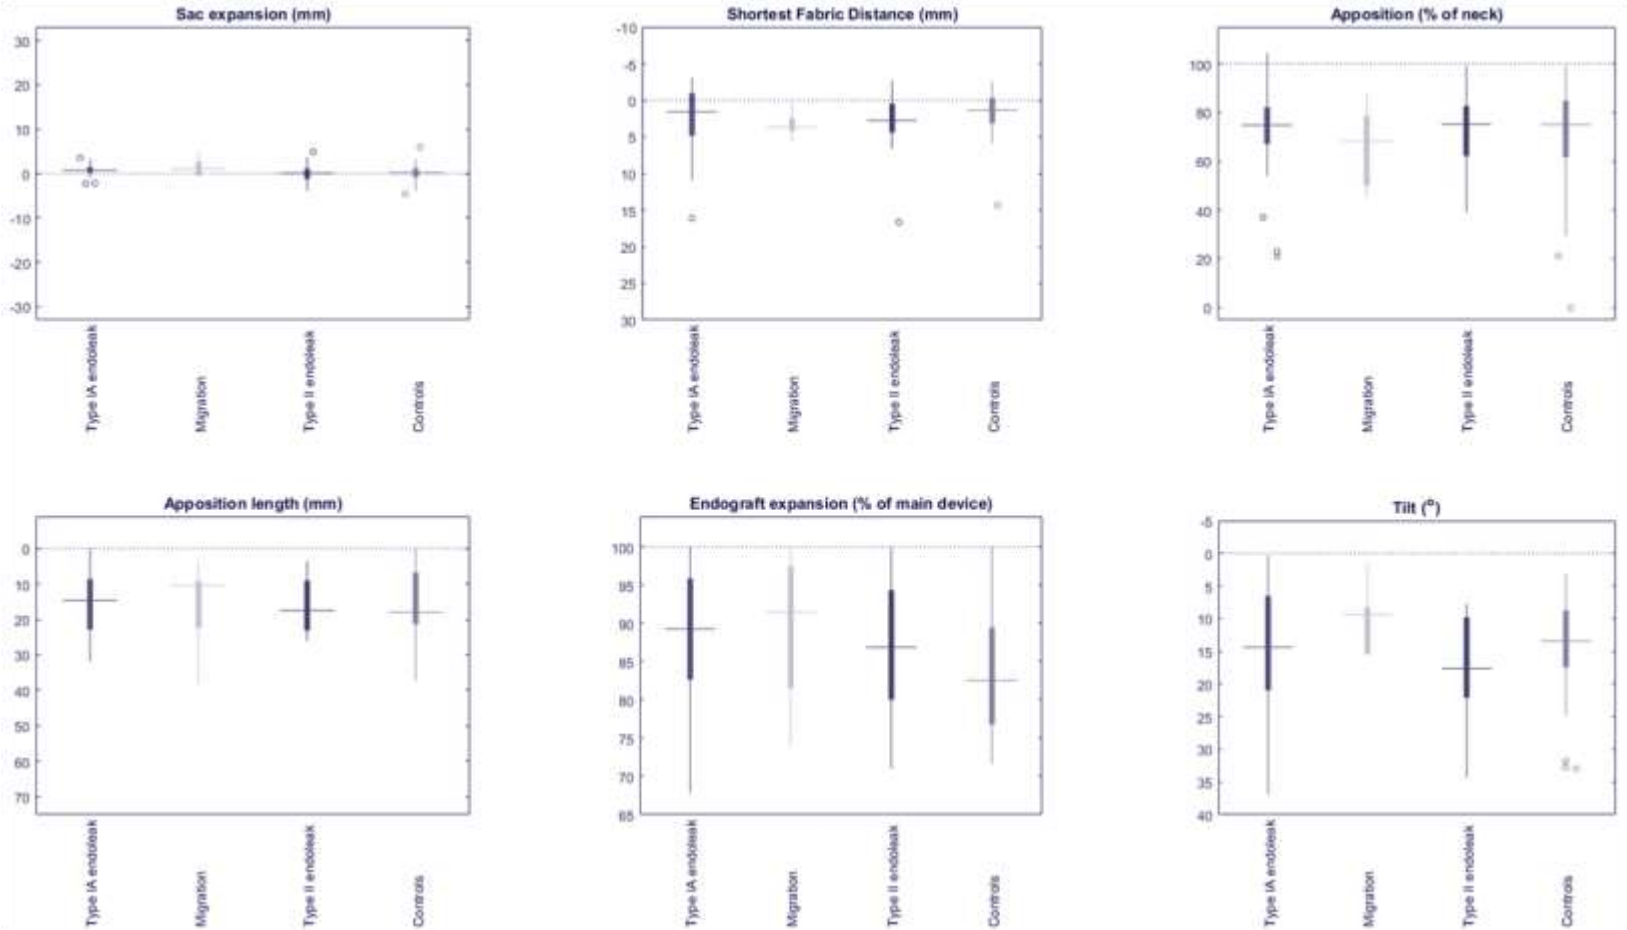 Sac expansion (mm)
30
20
10
0
-10
-20
-30
Type IA endoleak
Migration
Type II endoleak
Controls
Shortest Fabric Distance (mm)
-10
-5
0
5
10
15
20
25
30
Type IA endoleak
Migration
Type II endoleak
Controls
Apposition (% of neck)
100
80
60
40
20
0
Type IA endoleak
Migration
Type II endoleak
Controls
Apposition length (mm)
0
10
20
30
40
50
60
70
Type IA endoleak
Migration
Type II endoleak
Controls
Endograft expansion (% of main device)
100
95
90
85
80
75
70
65
Type IA endoleak
Migration
Type II endoleak
Controls
Tilt (º)
-5
0
5
10
15
20
25
30
35
40
Type IA endoleak
Migration
Type II endoleak
Controls